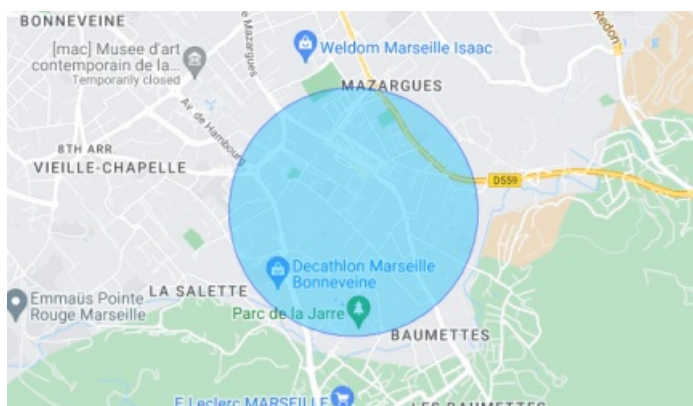 BONNEVEINE
[mac] Musee d'art
contemporain de la...
Temporarily closed
Mazargues
Weldom Marseille Isaac
Redon
MAZARGUES
Av. de Hambourg
8TH ARR.
VIEILLE-CHAPELLE
D559
Decathlon Marseille
Bonneveine
LA SALETTE
Emmaüs Pointe
Rouge Marseille
Parc de la Jarre
BAUMETTES
E.Leclerc MARSEILLE
LES BAUMETTES